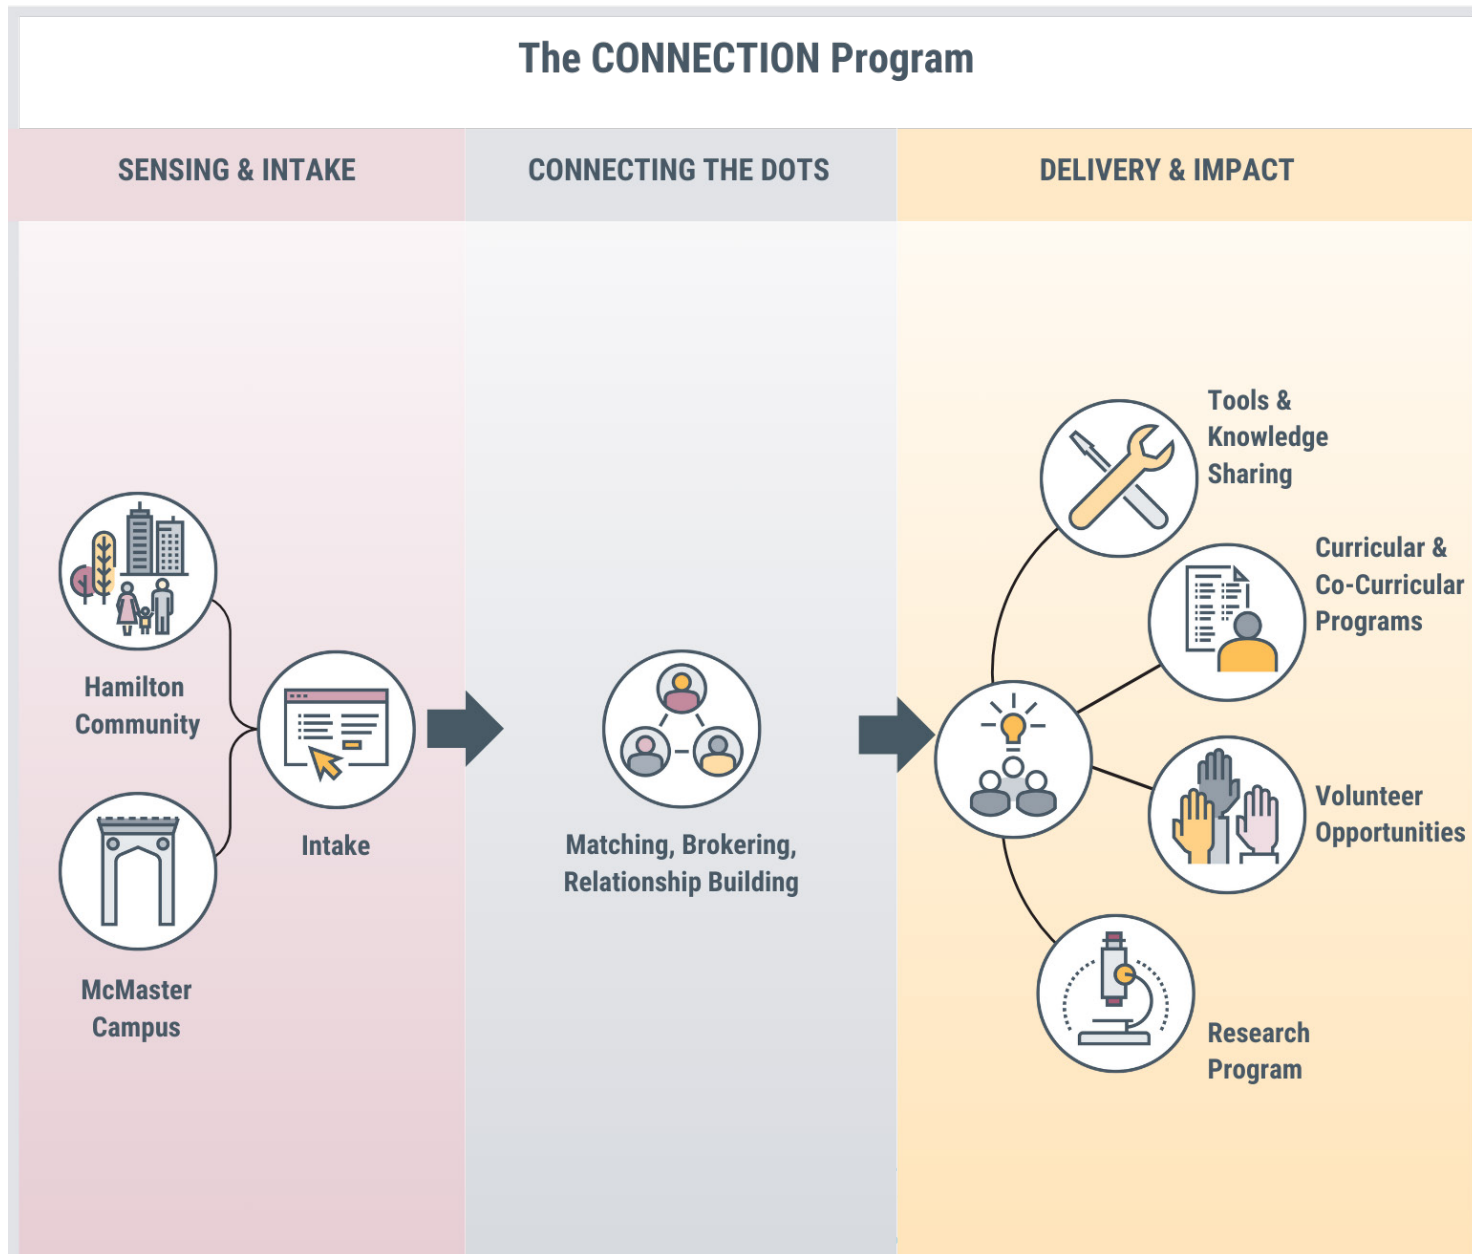 The CONNECTION Program
SENSING & INTAKE
CONNECTING THE DOTS
DELIVERY & IMPACT
Hamilton
Community
McMaster
Campus
Intake
Matching, Brokering,
Relationship Building
Tools &
Knowledge
Sharing
Curricular &
Co-Curricular
Programs
Volunteer
Opportunities
Research
Program